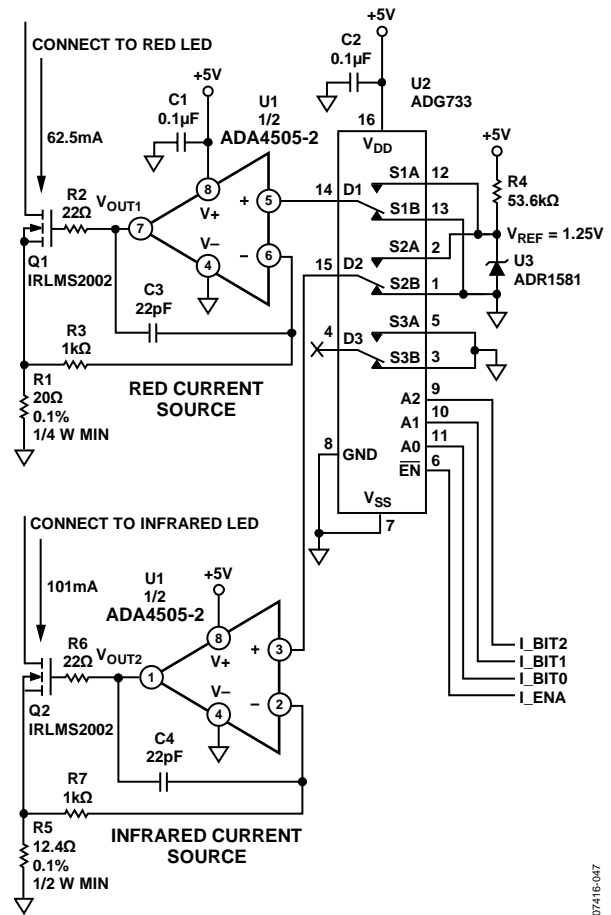 CONNECT TO RED LED
62.5mA
+5V
C1
0.1µF
U1
1/2
ADA4505-2
C2
0.1µF
+5V
U2
ADG733
16
VDD
+5V
R4
53.6kΩ
VREF = 1.25V
U3
ADR1581
R2
22Ω
VOUT1
7
8
V+
V–
4
+
5
–
6
Q1
IRLMS2002
C3
22pF
R3
1kΩ
R1
20Ω
0.1%
1/4 W MIN
RED CURRENT
SOURCE
14
D1
S1A
12
S1B
13
S2A
2
15
D2
S2B
1
4
D3
S3A
5
S3B
3
A2
9
A1
10
A0
11
EN
6
8
GND
VSS
7
CONNECT TO INFRARED LED
101mA
U1
1/2
ADA4505-2
+5V
R6
22Ω
VOUT2
1
8
V+
V–
4
+
3
–
2
Q2
IRLMS2002
C4
22pF
R7
1kΩ
R5
12.4Ω
0.1%
1/2 W MIN
INFRARED CURRENT
SOURCE
I_BIT2
I_BIT1
I_BIT0
I_ENA
07416-047